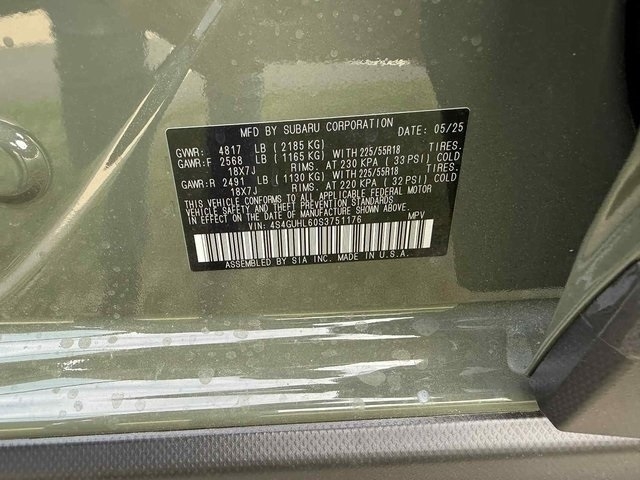 MFD BY SUBARU CORPORATION DATE: 05/25
GVWR: 4817 LB ( 2185 KG)
GAWR:F 2568 LB ( 1165 KG) WITH 225/55R18 TIRES.
18X7J RIMS. AT 230 KPA ( 33 PSI) COLD
GAWR:R 2491 LB ( 1130 KG) WITH 225/55R18 TIRES.
18X7J RIMS. AT 220 KPA ( 32 PSI) COLD
THIS VEHICLE CONFORMS TO ALL APPLICABLE FEDERAL MOTOR
VEHICLE SAFETY AND THEFT PREVENTION STANDARDS
IN EFFECT ON THE DATE OF MANUFACTURE SHOWN ABOVE.
VIN: 4S4GUHL60S3751176 MPV
ASSEMBLED BY SIA INC. MADE IN U.S.A.